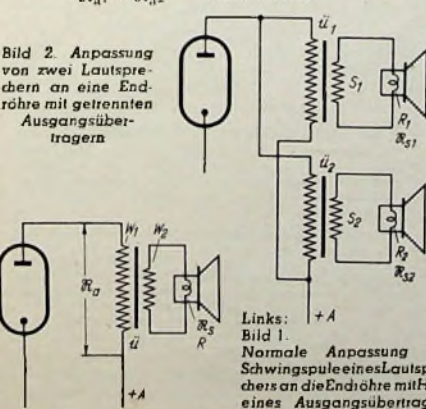 Bild 2. Anpassung
von zwei Lautspre-
chern an eine End-
röhre mit getrennten
Ausgangsüber-
tragern
ü₁
S₁
R₁
ℜs1
ü₂
S₂
R₂
ℜs2
+A
W₁
W₂
ℜa
ü
ℜs
R
+A
Links:
Bild 1.
Normale Anpassung
Schwingspule eines Lautsp
chers an die Endröhre mit H
eines Ausgangsübertrag